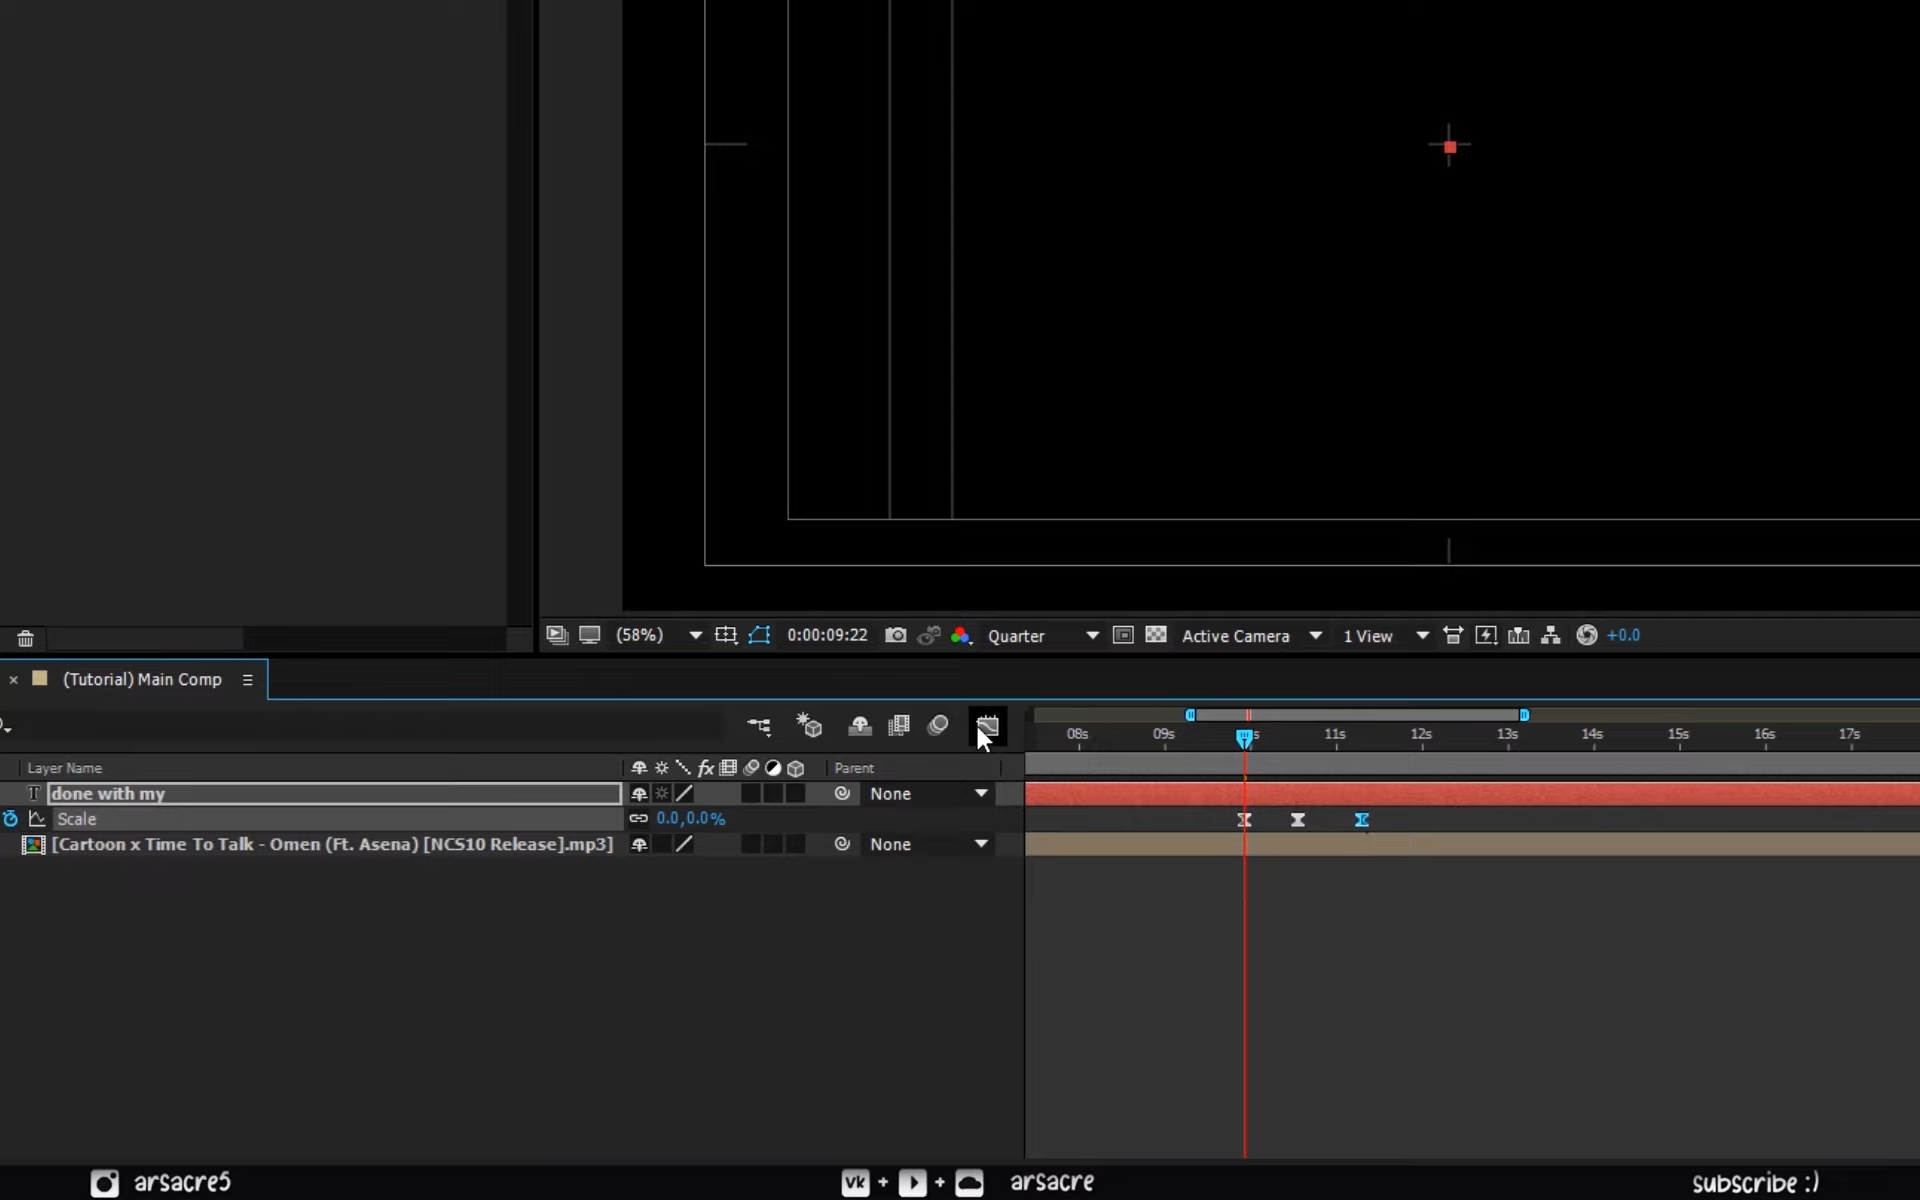 (58%) 0:00:09:22 Quarter Active Camera 1 View +0.0
× (Tutorial) Main Comp
08s 09s 11s 12s 13s 14s 15s 16s 17s
Layer Name fx Parent
T done with my None
Scale 0.0,0.0%
[Cartoon x Time To Talk - Omen (Ft. Asena) [NCS10 Release].mp3] None
arsacre5 vk + + arsacre subscribe :)